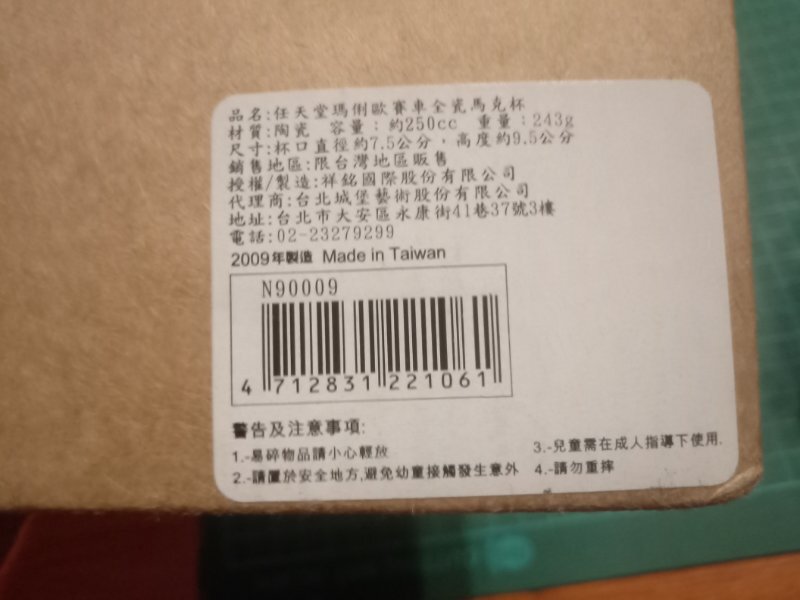 品名:任天堂瑪俐歐賽車全瓷馬克杯
材質:陶瓷 容量：約250cc 重量：243g
尺寸:杯口直徑約7.5公分，高度約9.5公分
銷售地區:限台灣地區販售
授權/製造:祥銘國際股份有限公司
代理商:台北城堡藝術股份有限公司
地址:台北市大安區永康街41巷37號3樓
電話:02-23279299
2009年製造 Made in Taiwan
N90009
4 712831 221061
警告及注意事項:
1.-易碎物品請小心輕放
2.-請置於安全地方,避免幼童接觸發生意外
3.-兒童需在成人指導下使用.
4.-請勿重摔